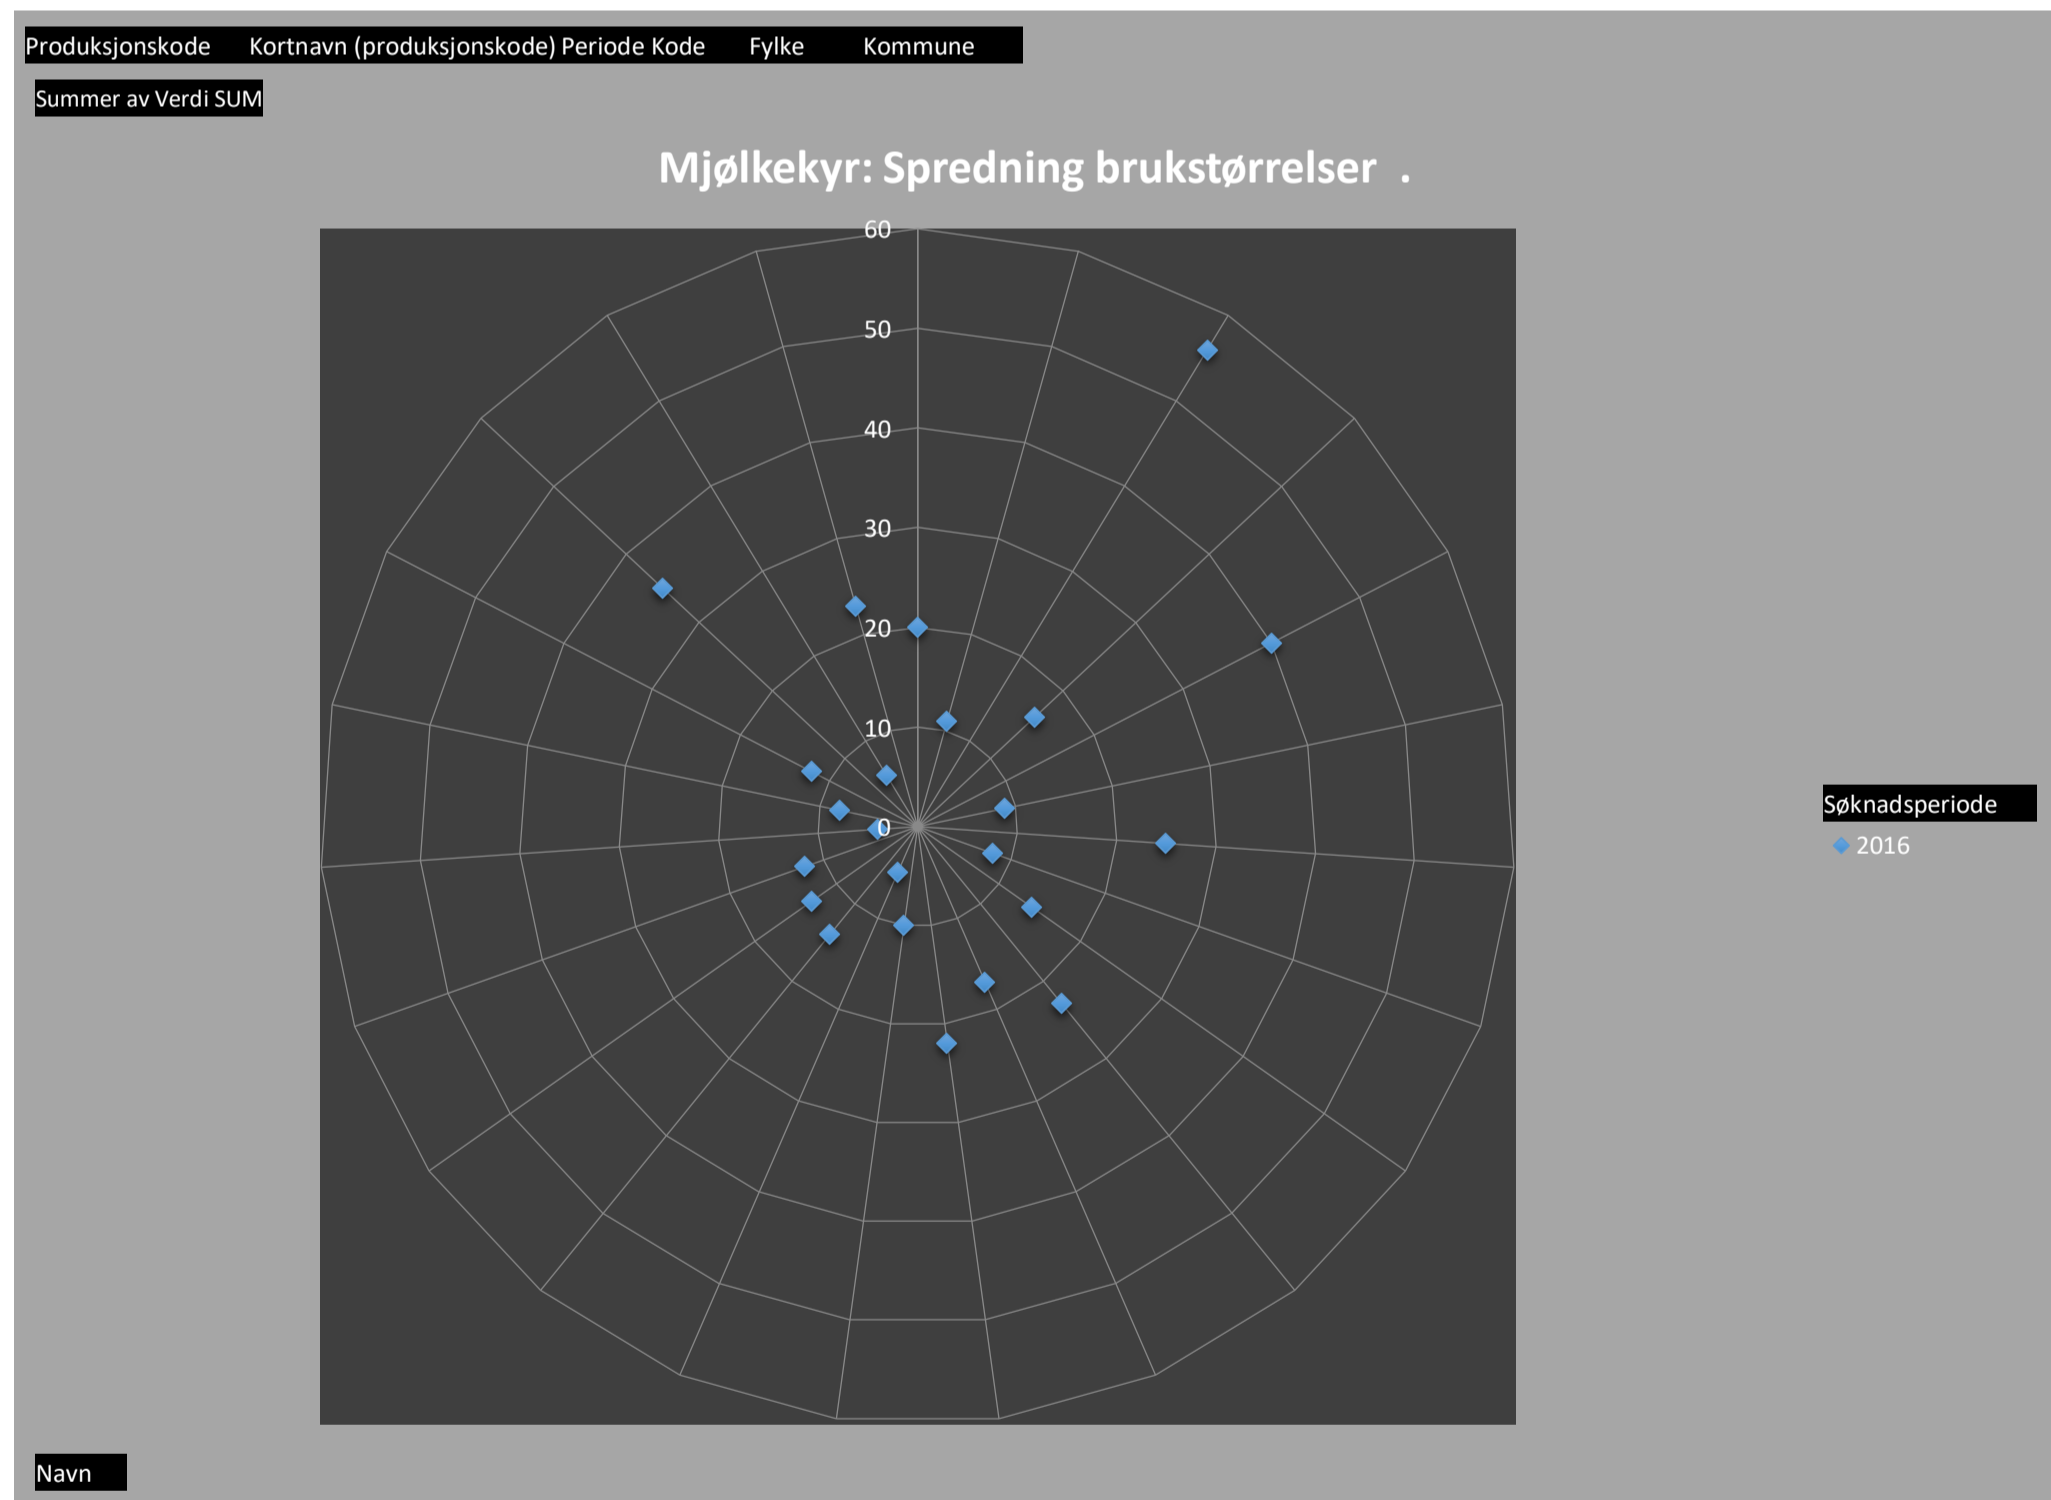 Produksjonskode Kortnavn (produksjonskode) Periode Kode Fylke Kommune
Summer av Verdi SUM
Mjølkekyr: Spredning brukstørrelser .
60
50
40
30
20
10
0
Søknadsperiode
2016
Navn